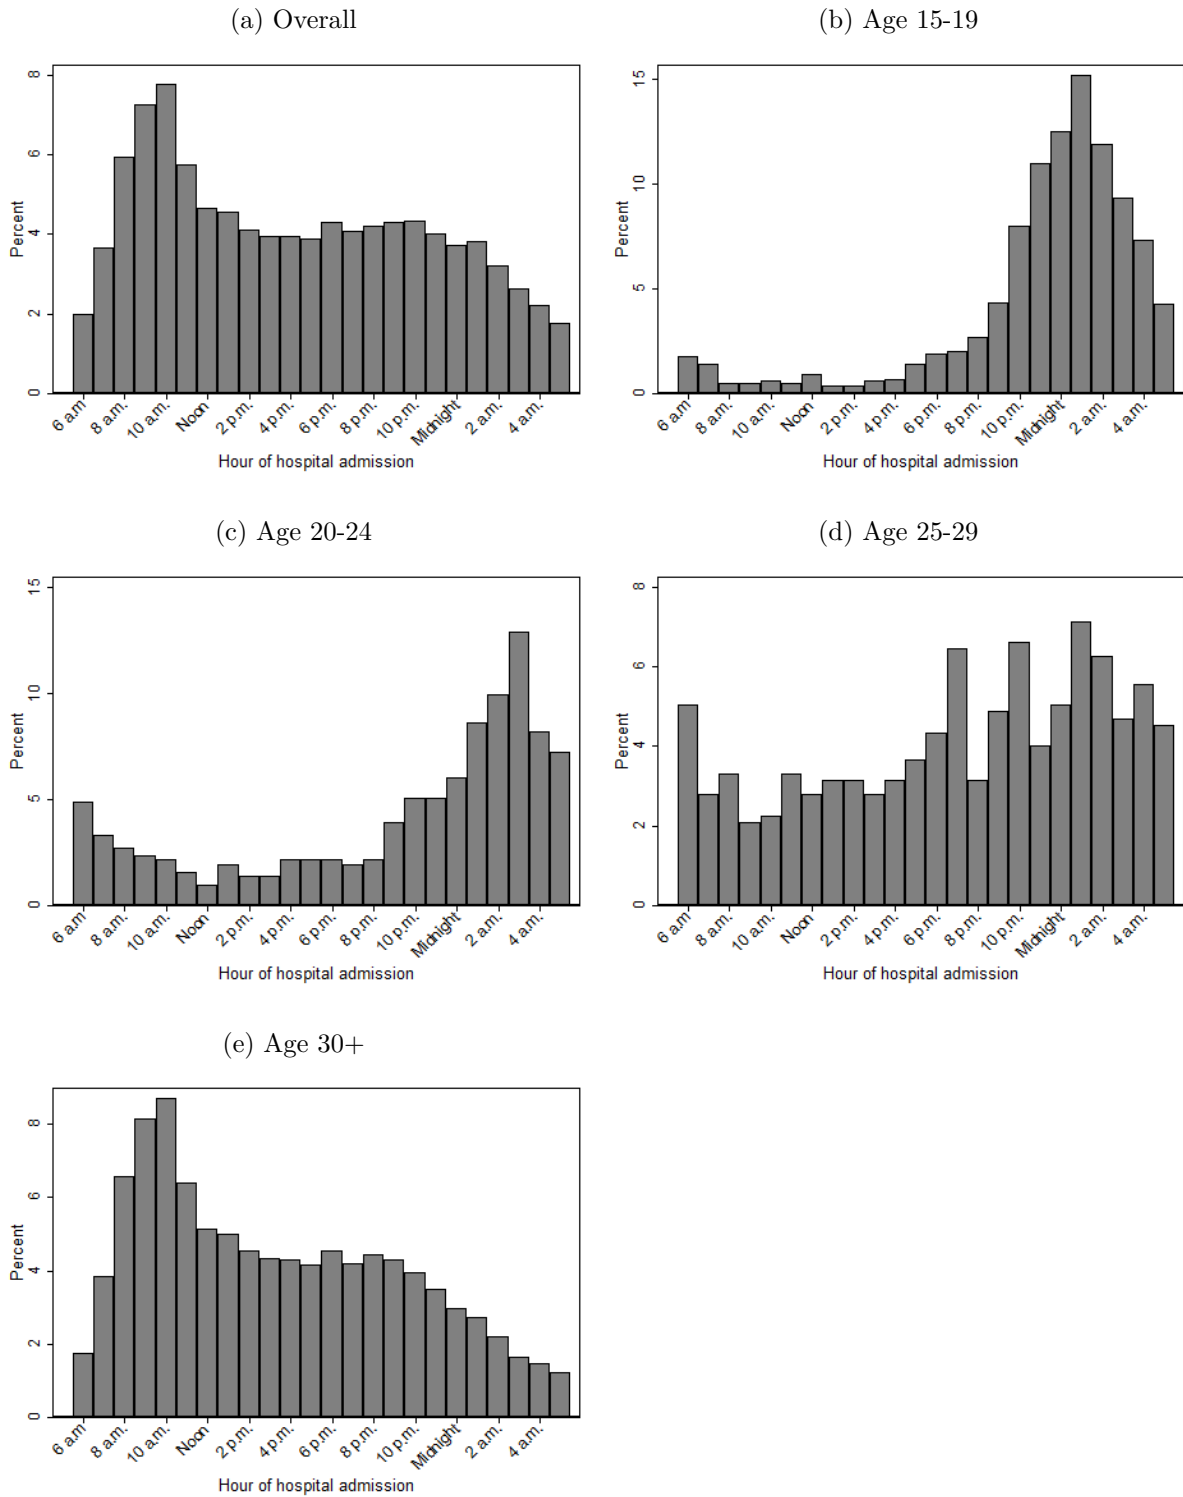 (a) Overall
Percent
8
6
4
2
0
6 a.m
8 a.m.
10 a.m.
Noon
2 p.m.
4 p.m.
6 p.m.
8 p.m.
10 p.m.
Midnight
2 a.m.
4 a.m.
Hour of hospital admission
(b) Age 15-19
Percent
15
10
5
0
6 a.m
8 a.m.
10 a.m.
Noon
2 p.m.
4 p.m.
6 p.m.
8 p.m.
10 p.m.
Midnight
2 a.m.
4 a.m.
Hour of hospital admission
(c) Age 20-24
Percent
15
10
5
0
6 a.m
8 a.m.
10 a.m.
Noon
2 p.m.
4 p.m.
6 p.m.
8 p.m.
10 p.m.
Midnight
2 a.m.
4 a.m.
Hour of hospital admission
(d) Age 25-29
Percent
8
6
4
2
0
6 a.m
8 a.m.
10 a.m.
Noon
2 p.m.
4 p.m.
6 p.m.
8 p.m.
10 p.m.
Midnight
2 a.m.
4 a.m.
Hour of hospital admission
(e) Age 30+
Percent
8
6
4
2
0
6 a.m
8 a.m.
10 a.m.
Noon
2 p.m.
4 p.m.
6 p.m.
8 p.m.
10 p.m.
Midnight
2 a.m.
4 a.m.
Hour of hospital admission